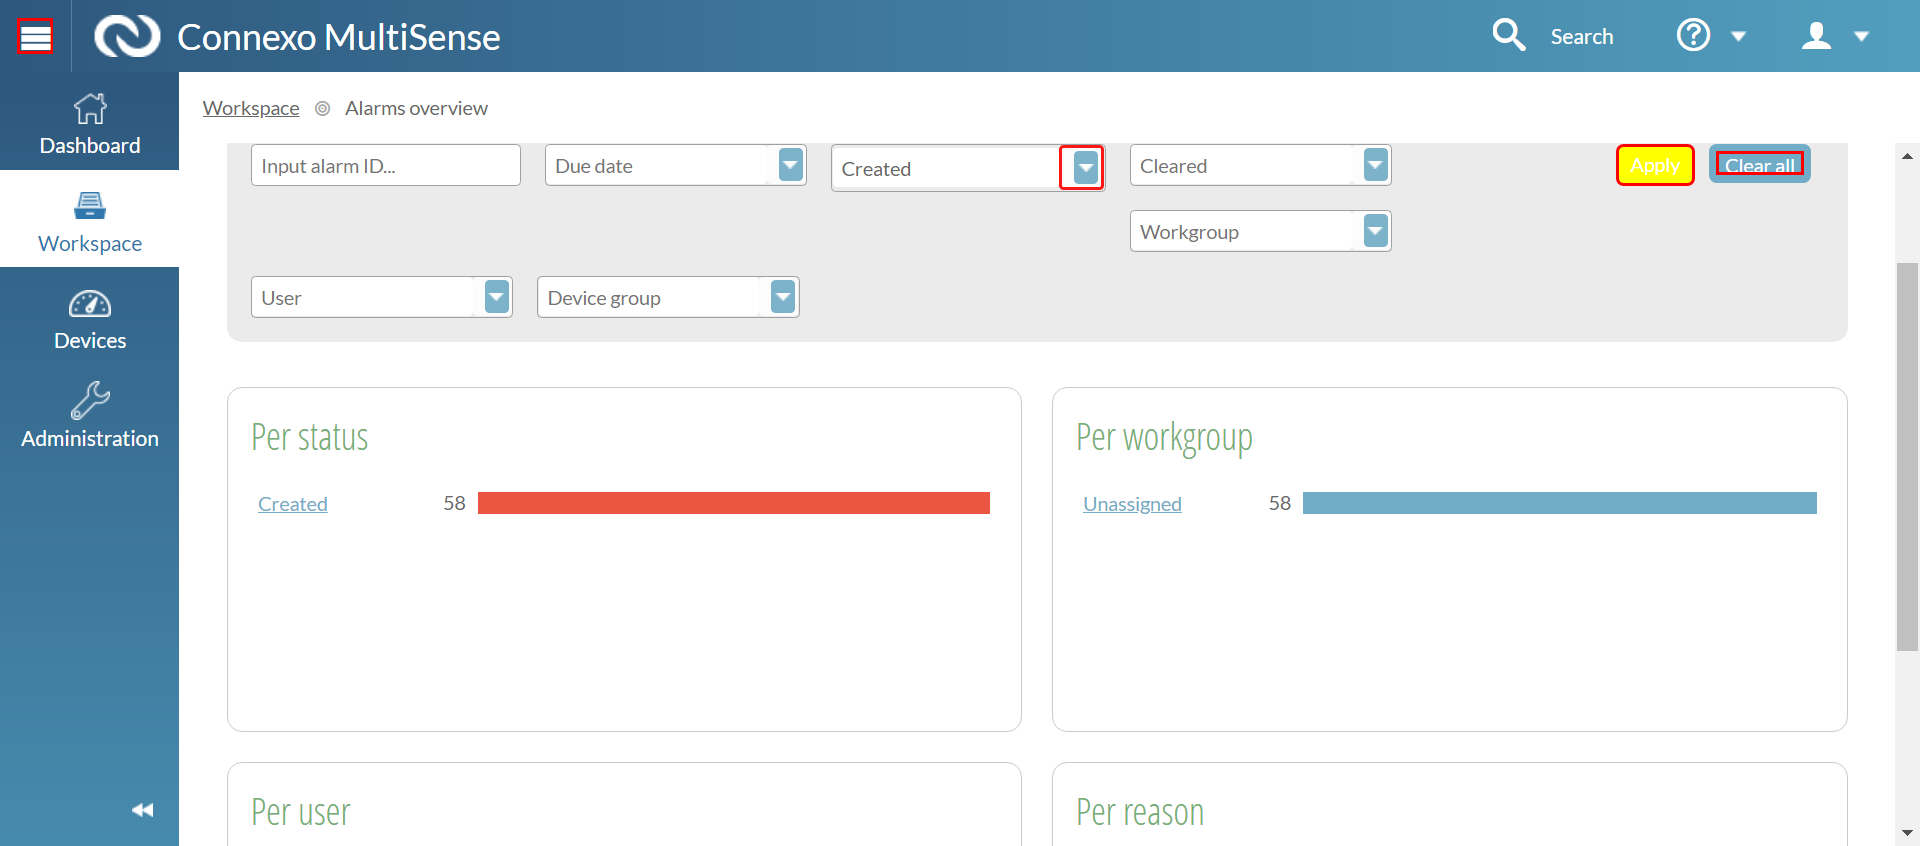 Connexo MultiSense
Search
Dashboard
Workspace
Devices
Administration
Workspace Alarms overview
Input alarm ID...
Due date
Created
Cleared
Apply
Clear all
Workgroup
User
Device group
Per status
Created 58
Per workgroup
Unassigned 58
Per user
Per reason